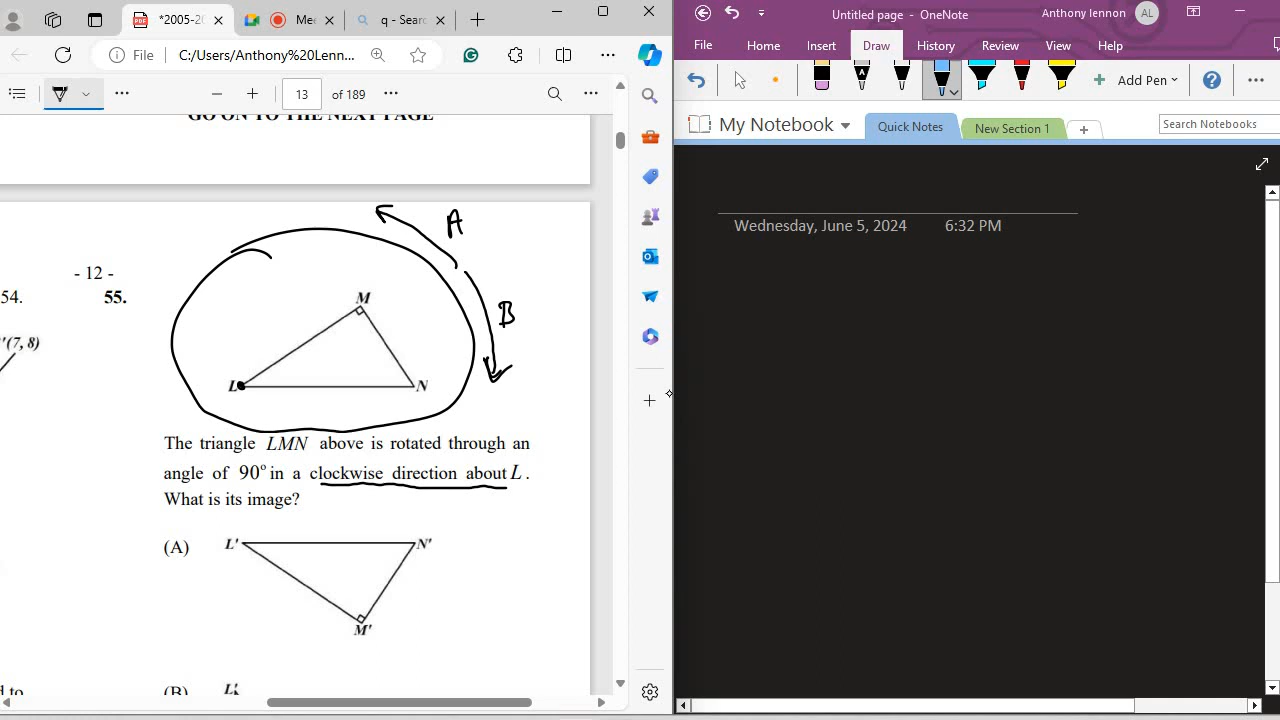 *2005-20
Mee
q - Searc
File
C:/Users/Anthony%20Lenn...
13 of 189
GO ON TO THE NEXT PAGE
- 12 -
54.
55.
'(7, 8)
A
B
M
L
N
The triangle LMN above is rotated through an
angle of 90° in a clockwise direction about L.
What is its image?
(A)
L'
N'
M'
d to
(B)
L'
Untitled page - OneNote
Anthony lennon
AL
File
Home
Insert
Draw
History
Review
View
Help
A
Add Pen
My Notebook
Quick Notes
New Section 1
Search Notebooks
Wednesday, June 5, 2024
6:32 PM